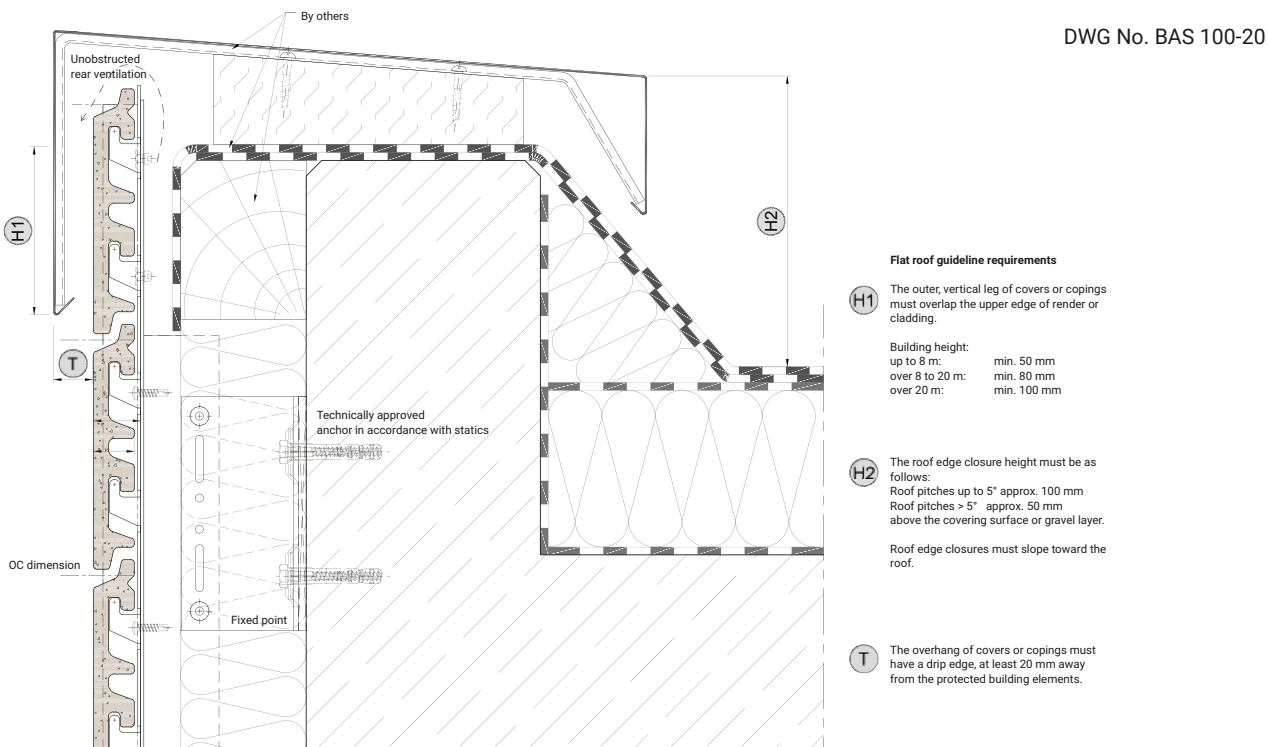 By others
DWG No. BAS 100-20
Unobstructed
rear ventilation
H1
H2
T
Technically approved
anchor in accordance with statics
OC dimension
Fixed point
Flat roof guideline requirements
H1
The outer, vertical leg of covers or copings
must overlap the upper edge of render or
cladding.
Building height:
up to 8 m: min. 50 mm
over 8 to 20 m: min. 80 mm
over 20 m: min. 100 mm
H2
The roof edge closure height must be as
follows:
Roof pitches up to 5° approx. 100 mm
Roof pitches > 5° approx. 50 mm
above the covering surface or gravel layer.
Roof edge closures must slope toward the
roof.
T
The overhang of covers or copings must
have a drip edge, at least 20 mm away
from the protected building elements.